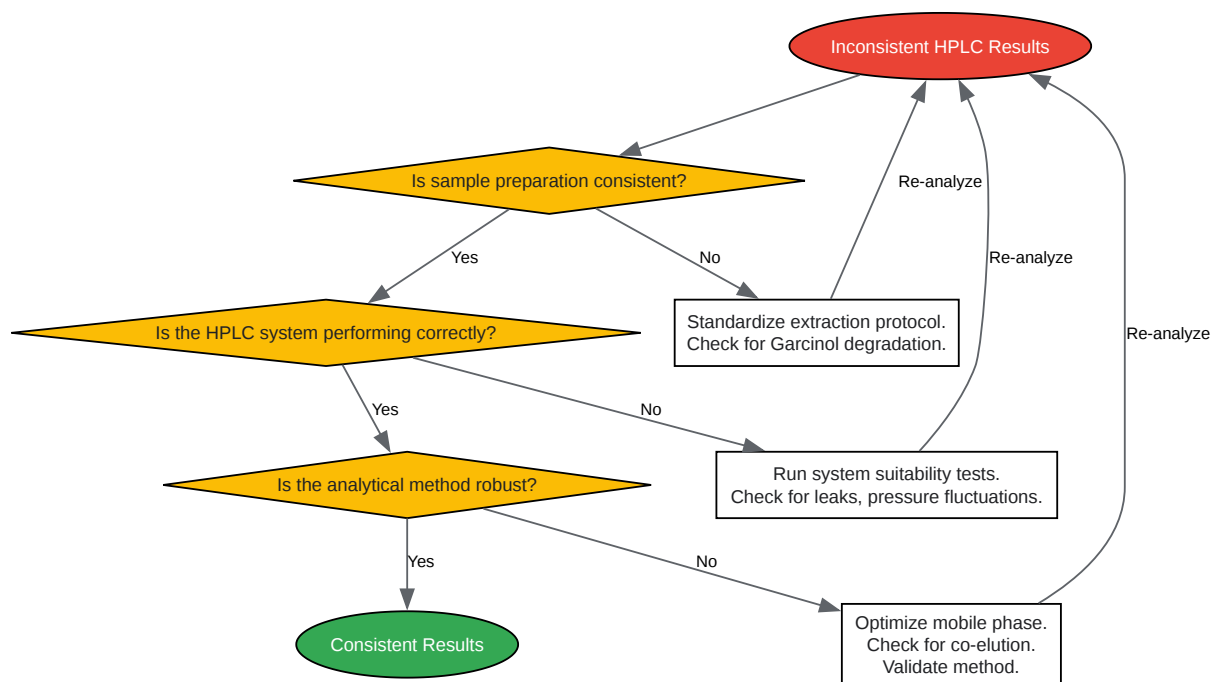 Inconsistent HPLC Results
Is sample preparation consistent?
Re-analyze
Yes
No
Re-analyze
Is the HPLC system performing correctly?
Standardize extraction protocol.
Check for Garcinol degradation.
Re-analyze
Yes
No
Is the analytical method robust?
Run system suitability tests.
Check for leaks, pressure fluctuations.
Yes
No
Consistent Results
Optimize mobile phase.
Check for co-elution.
Validate method.